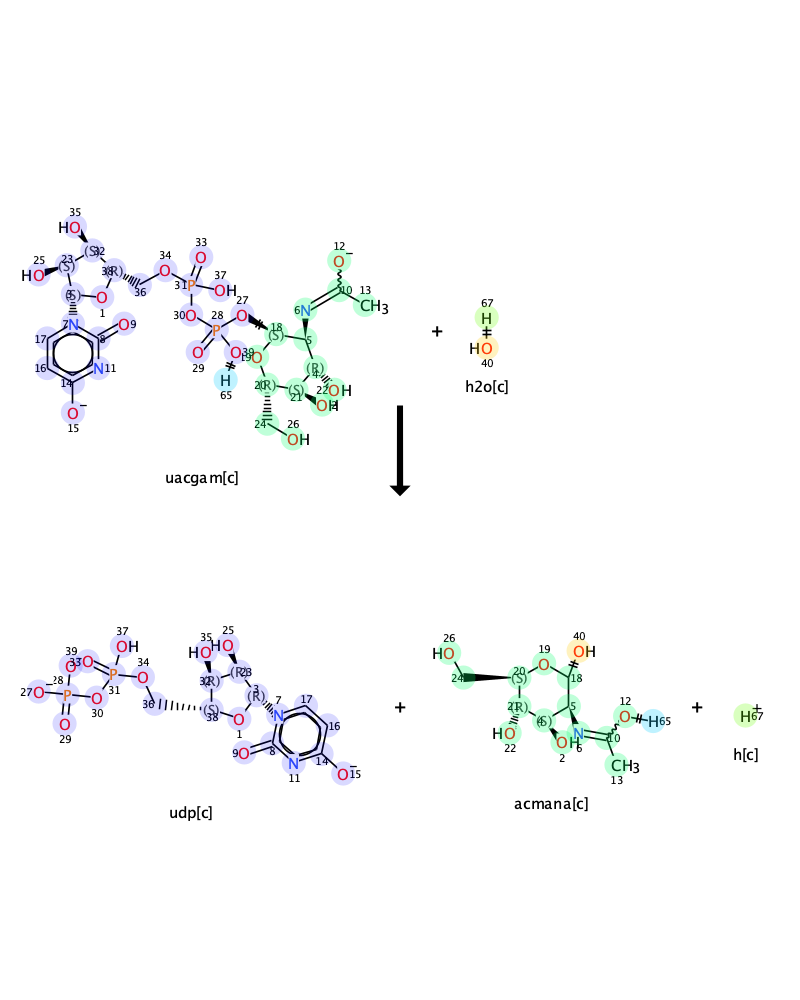 35
HO
25
HO
23
(S)
(S)
32
(R)
38
(S)
3
O
1
34
O
33
O
31
P
37
OH
36
30
O
28
P
27
O
29
O
39
O
H
65
7
N
17
8
O
9
16
N
11
14
O
−
15
12
O
−
10
13
CH3
6
N
18
(S)
5
19
O
(R)
4
22
OH
20
(R)
(S)
21
OH
2
24
26
OH
uacgam[c]
+
67
H
HO
40
h2o[c]
37
OH
39
O
33
O
34
O
27
O
−
28
P
31
P
30
O
29
O
36
35
HO
25
HO
32
(R)
(R)
23
3
(R)
(S)
38
O
1
7
N
17
16
9
O
8
N
11
14
O
−
15
udp[c]
+
26
HO
24
20
(S)
19
O
40
OH
18
21
(R)
(S)
4
5
HO
22
OH
2
N
6
10
12
O
H
65
CH3
13
acmana[c]
+
H
+
67
h[c]